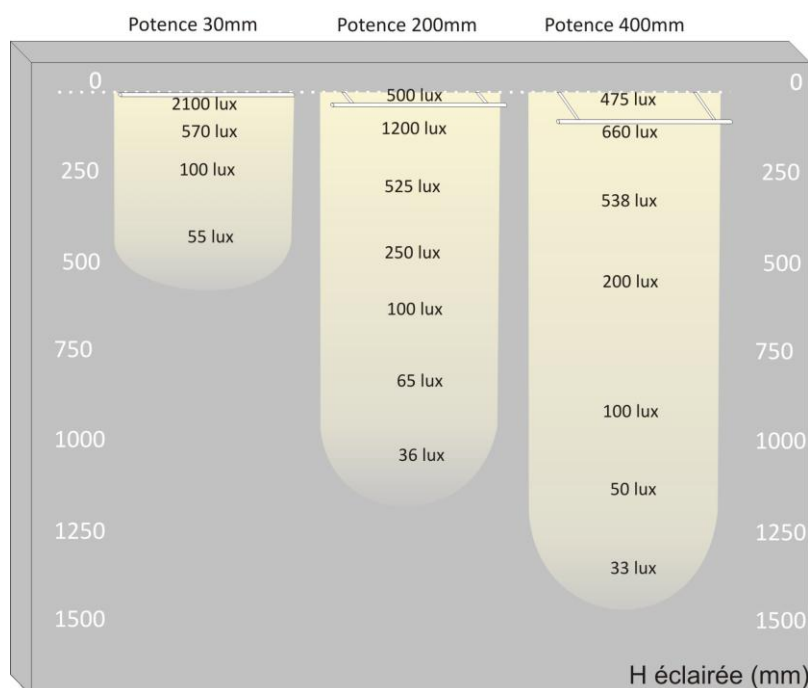 Potence 30mm Potence 200mm Potence 400mm
0 500 lux 475 lux 0
2100 lux
570 lux 1200 lux 660 lux
250 100 lux 250
525 lux 538 lux
55 lux 250 lux
500 200 lux 500
100 lux
750 750
65 lux
100 lux
1000 36 lux 1000
50 lux
1250 1250
33 lux
1500 1500
H éclairée (mm)